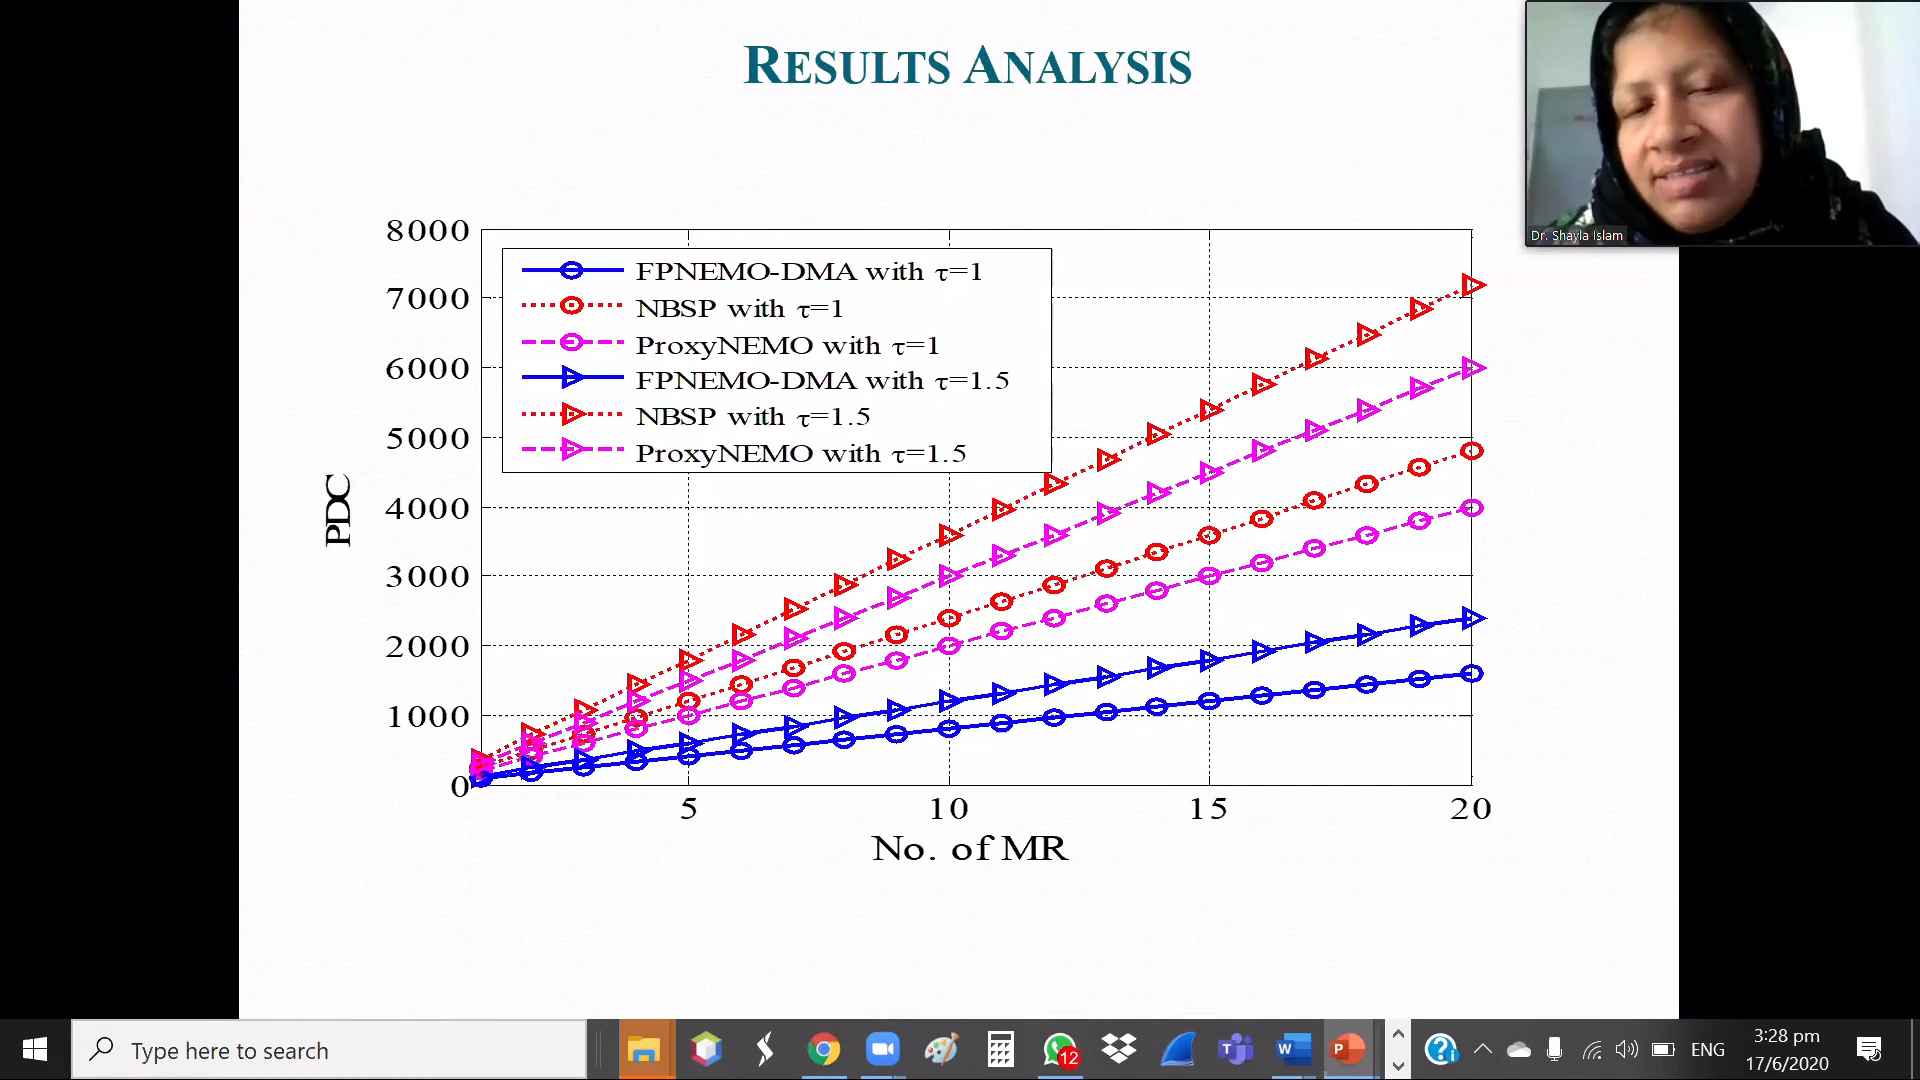 RESULTS ANALYSIS
Dr. Shayla Islam
8000
7000
6000
5000
4000
3000
2000
1000
0
PDC
FPNEMO-DMA with τ=1
NBSP with τ=1
ProxyNEMO with τ=1
FPNEMO-DMA with τ=1.5
NBSP with τ=1.5
ProxyNEMO with τ=1.5
5 10 15 20
No. of MR
Type here to search
12
ENG
3:28 pm
17/6/2020